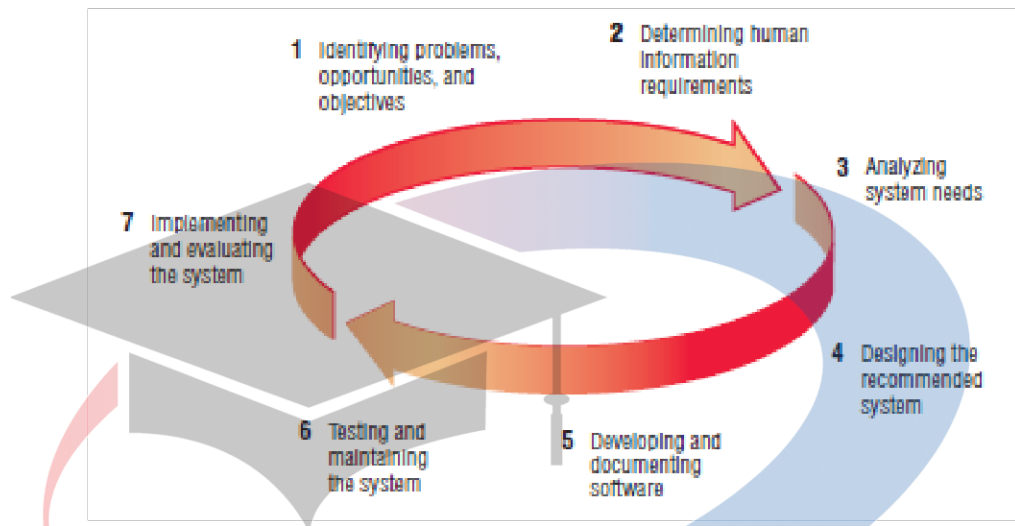 1 Identifying problems,
opportunities, and
objectives
2 Determining human
information
requirements
3 Analyzing
system needs
4 Designing the
recommended
system
5 Developing and
documenting
software
6 Testing and
maintaining
the system
7 Implementing
and evaluating
the system